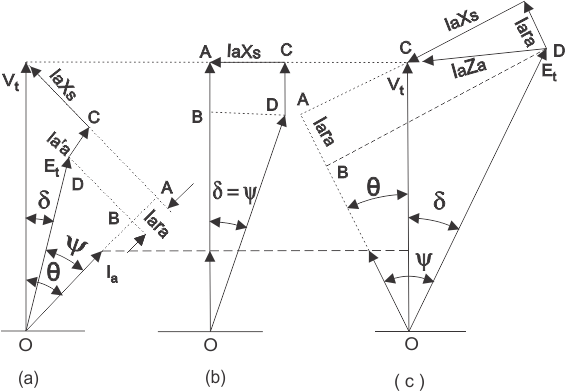 Vt
IaXs
C
Ia'a
Et
D
A
B
Iara
δ
ψ
θ
Ia
O
(a)
A
IaXs
C
B
D
δ=ψ
O
(b)
IaXs
Iara
C
D
IaZa
Et
Vt
A
Iara
B
θ
δ
ψ
O
(c)